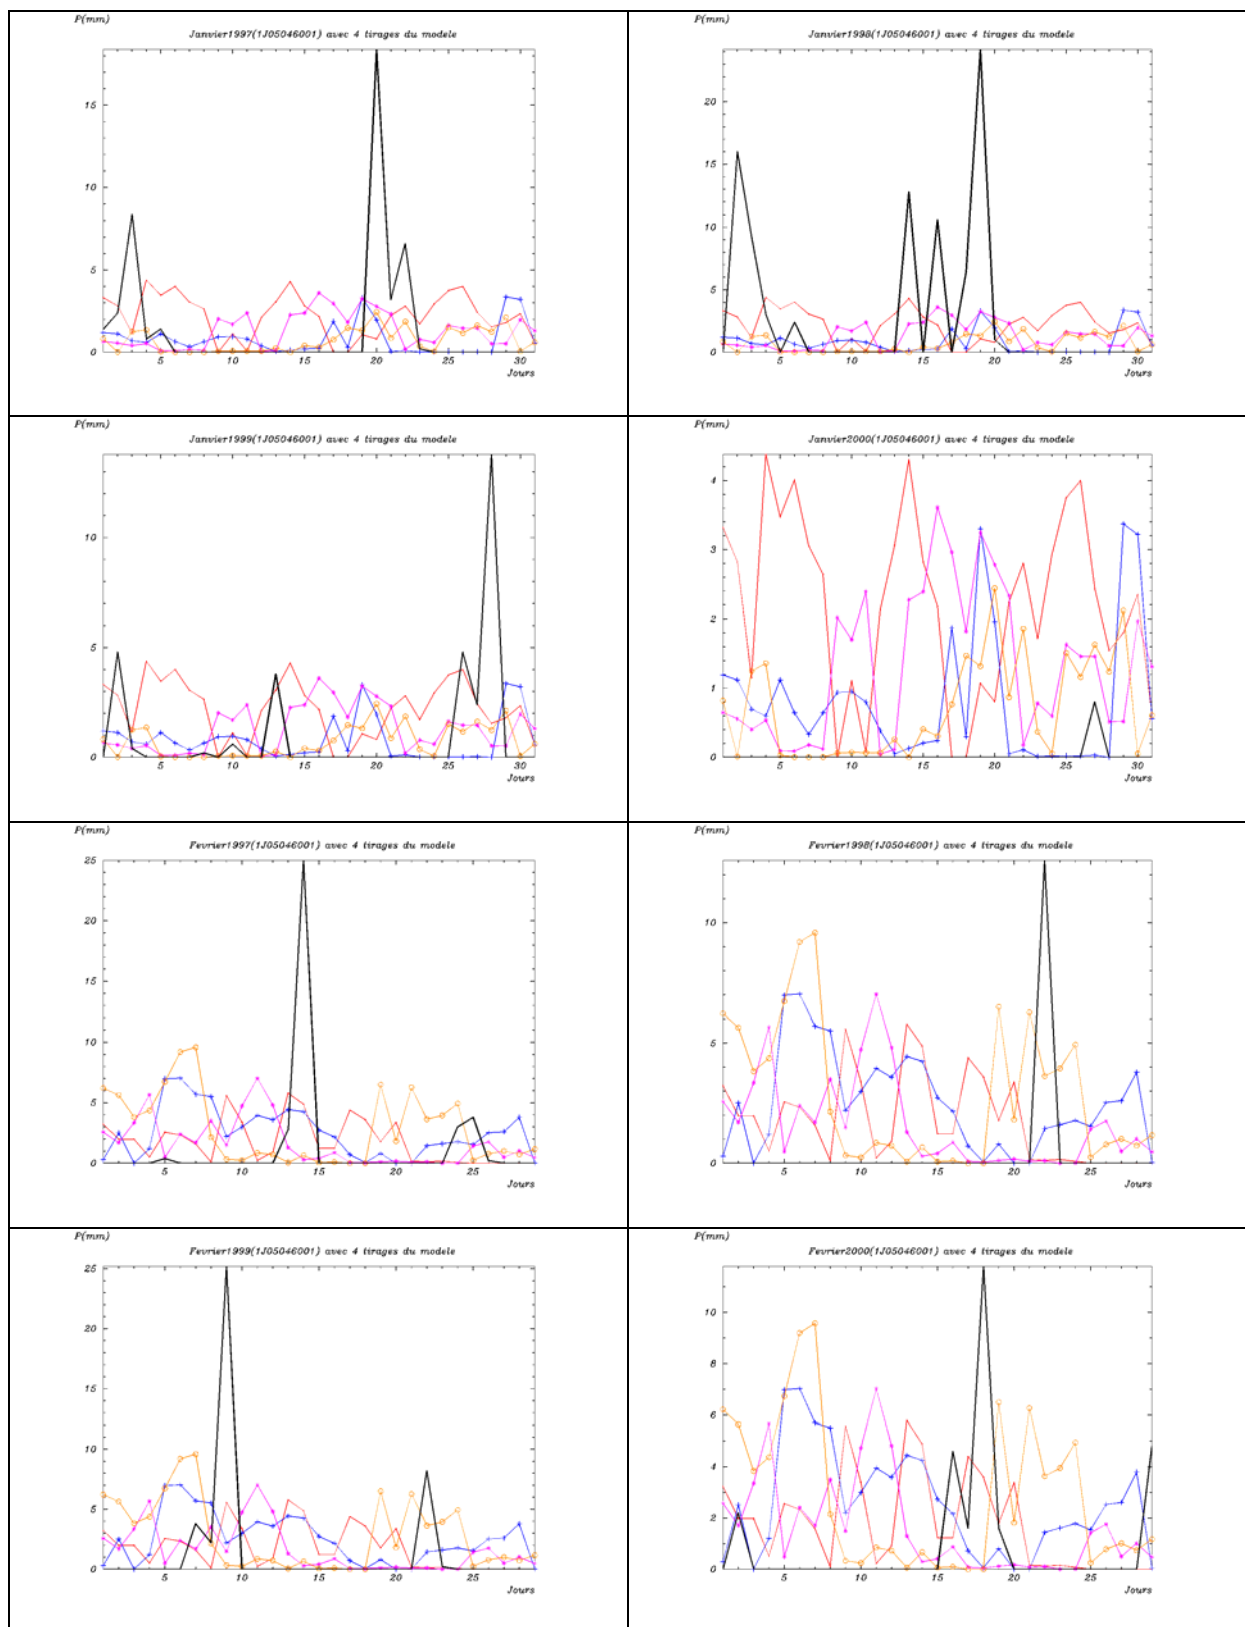 P(mm)
Janvier1997(1J05046001) avec 4 tirages du modele
15
10
5
0
5 10 15 20 25 30
Jours
P(mm)
Janvier1998(1J05046001) avec 4 tirages du modele
20
15
10
5
0
5 10 15 20 25 30
Jours
P(mm)
Janvier1999(1J05046001) avec 4 tirages du modele
10
5
0
5 10 15 20 25 30
Jours
P(mm)
Janvier2000(1J05046001) avec 4 tirages du modele
4
3
2
1
0
5 10 15 20 25 30
Jours
P(mm)
Fevrier1997(1J05046001) avec 4 tirages du modele
25
20
15
10
5
0
5 10 15 20 25
Jours
P(mm)
Fevrier1998(1J05046001) avec 4 tirages du modele
10
5
0
5 10 15 20 25
Jours
P(mm)
Fevrier1999(1J05046001) avec 4 tirages du modele
25
20
15
10
5
0
5 10 15 20 25
Jours
P(mm)
Fevrier2000(1J05046001) avec 4 tirages du modele
10
8
6
4
2
0
5 10 15 20 25
Jours